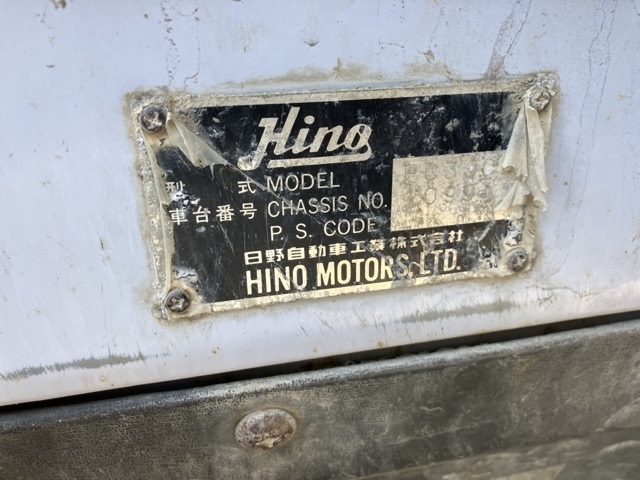 Hino
型式 MODEL
車台番号 CHASSIS NO.
P. S. CODE
日野自動車工業株式会社
HINO MOTORS, LTD.